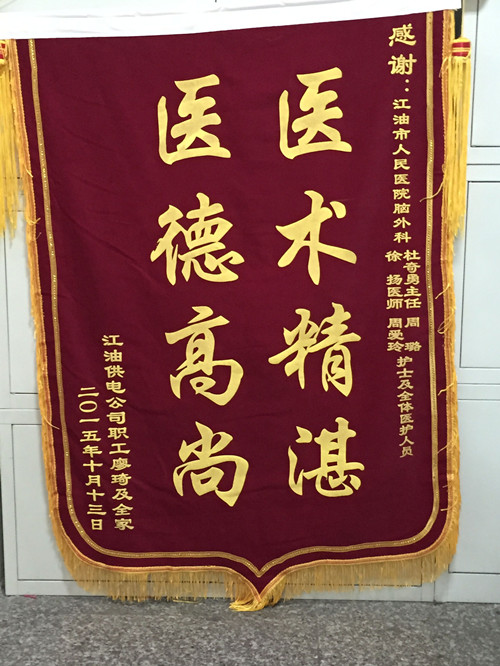 感谢：江油市人民医院脑外科
杜奇勇主任 周璐
徐扬医师 周爱玲
护士及全体医护人员
医术精湛
医德高尚
江油供电公司职工廖琦及全家
二〇一五年十月十三日